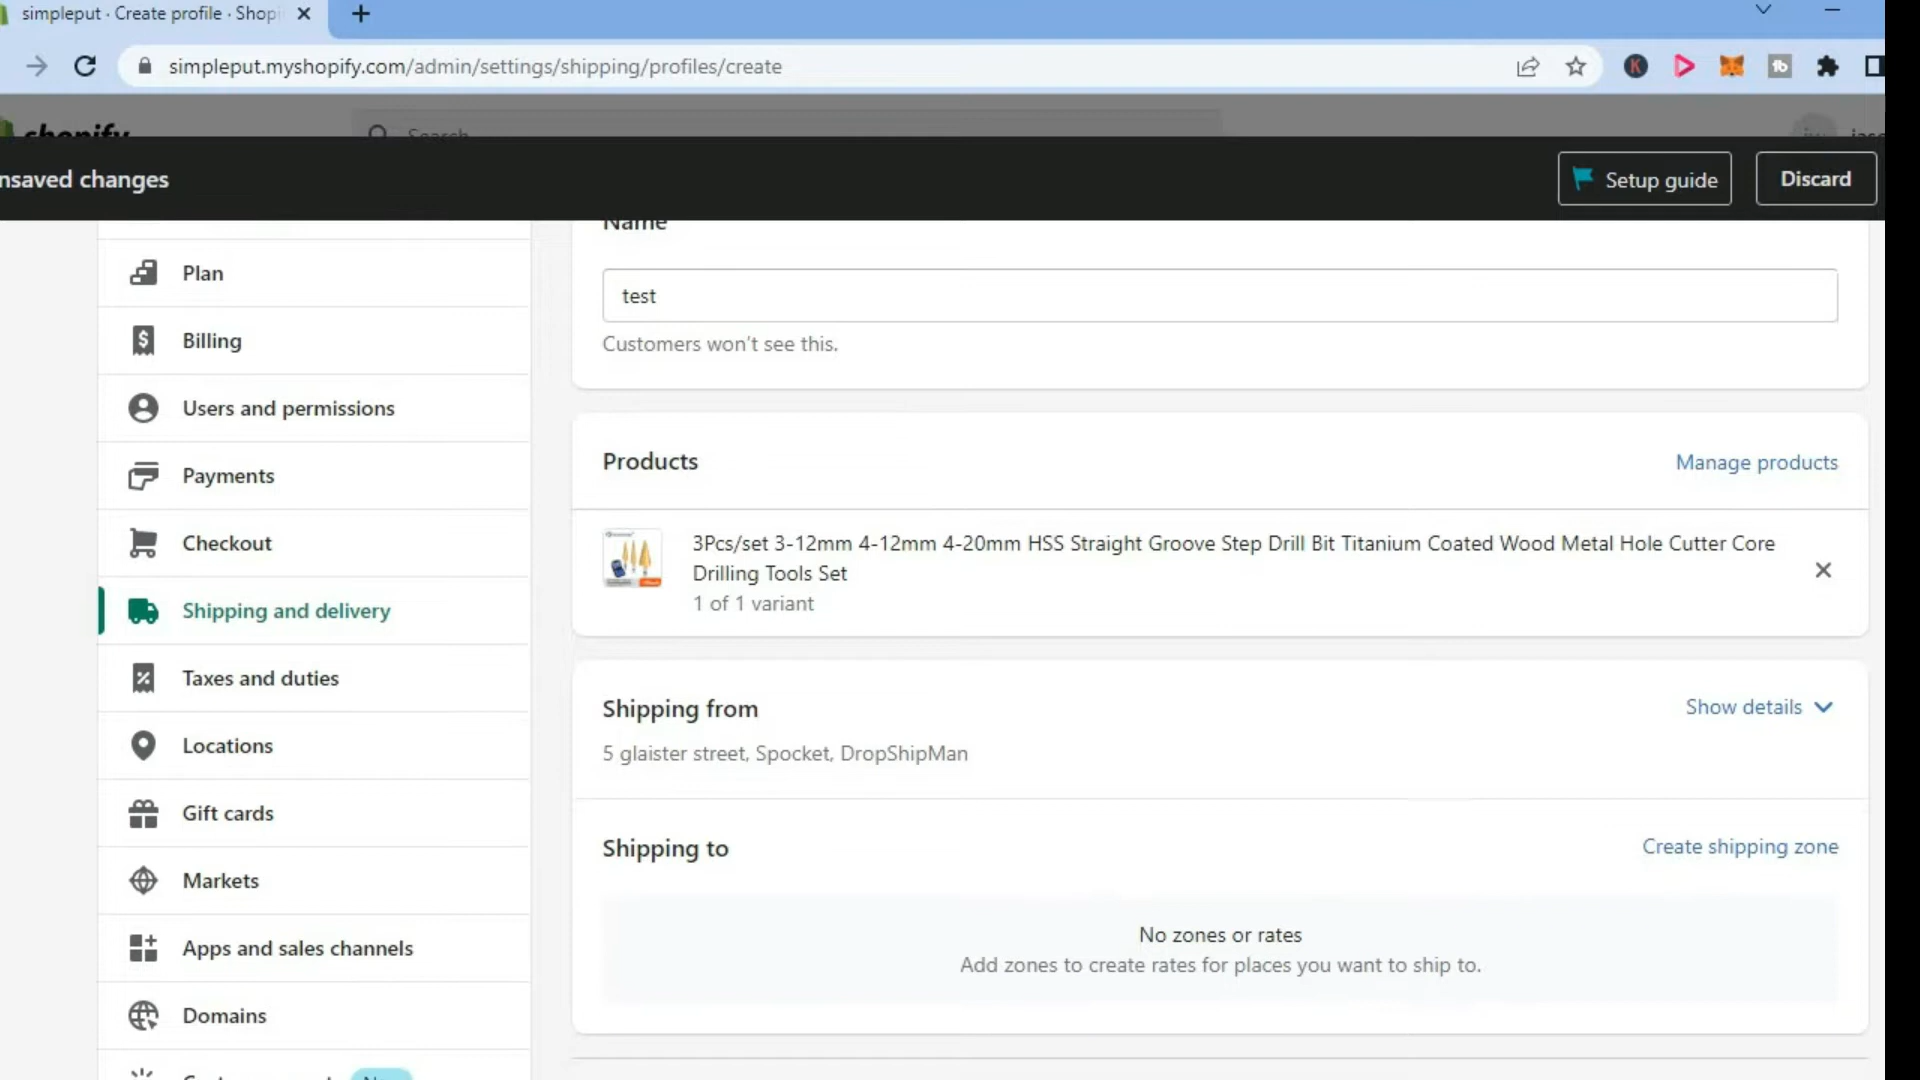 simpleput · Create profile · Shopi
simpleput.myshopify.com/admin/settings/shipping/profiles/create
shopify
Search
nsaved changes
Setup guide
Discard
Name
Plan
test
Billing
Customers won't see this.
Users and permissions
Products
Manage products
Payments
3Pcs/set 3-12mm 4-12mm 4-20mm HSS Straight Groove Step Drill Bit Titanium Coated Wood Metal Hole Cutter Core
Drilling Tools Set
1 of 1 variant
Checkout
Shipping and delivery
Taxes and duties
Shipping from
Show details
5 glaister street, Spocket, DropShipMan
Locations
Gift cards
Shipping to
Create shipping zone
Markets
No zones or rates
Add zones to create rates for places you want to ship to.
Apps and sales channels
Domains